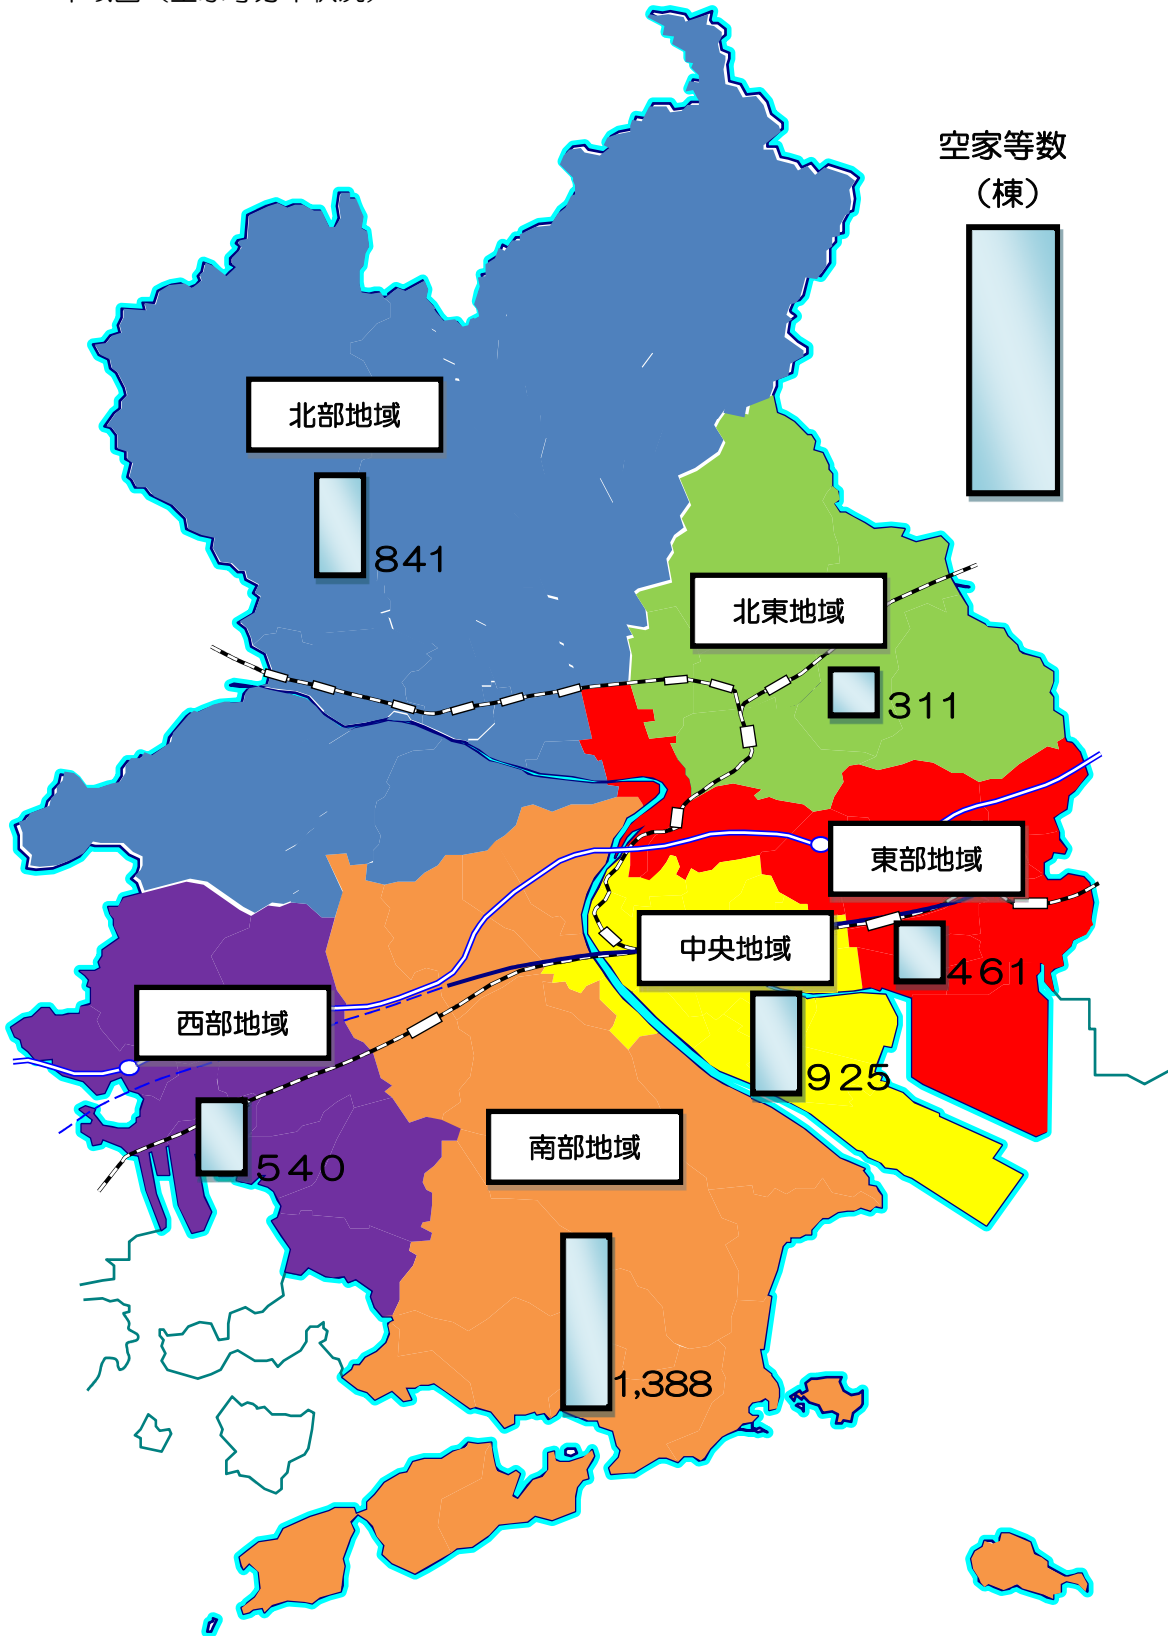 空家等数
（棟）
北部地域
841
北東地域
311
東部地域
461
中央地域
925
西部地域
540
南部地域
1,388